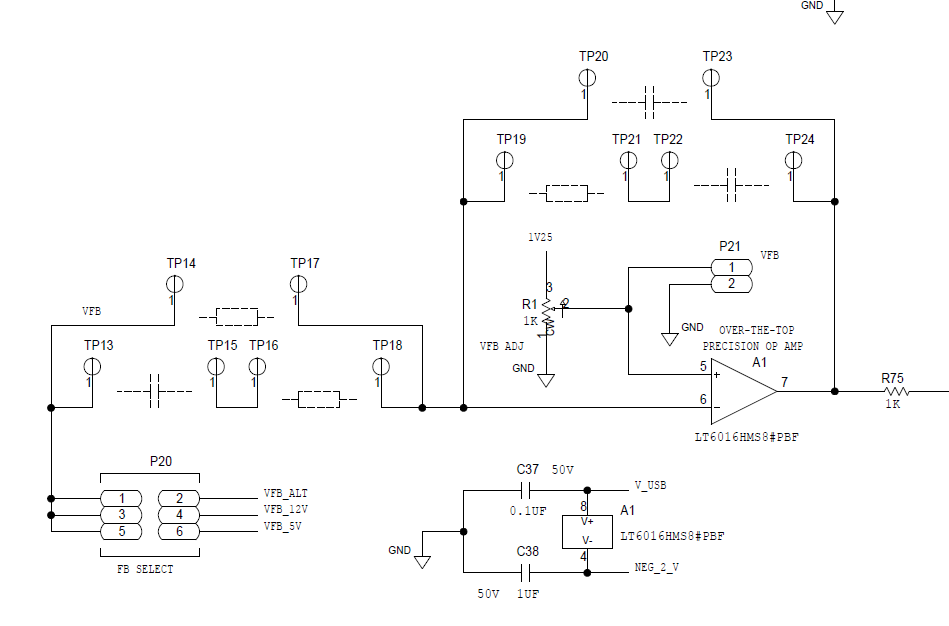 GND
TP20 TP23
1 1
TP19 TP21 TP22 TP24
1 1 1 1
1V25
P21
VFB
1
2
3
R1 2
1K
CW
1
VFB ADJ
GND
GND
OVER-THE-TOP
PRECISION OP AMP
A1
5 +
7
6 -
LT6016HMS8#PBF
R75
1K
TP14 TP17
1 1
VFB
TP13 TP15 TP16 TP18
1 1 1 1
P20
1 2 VFB_ALT
3 4 VFB_12V
5 6 VFB_5V
FB SELECT
C37 50V
0.1UF
V_USB
8
A1
V+
LT6016HMS8#PBF
V-
4
GND
C38
NEG_2_V
50V 1UF